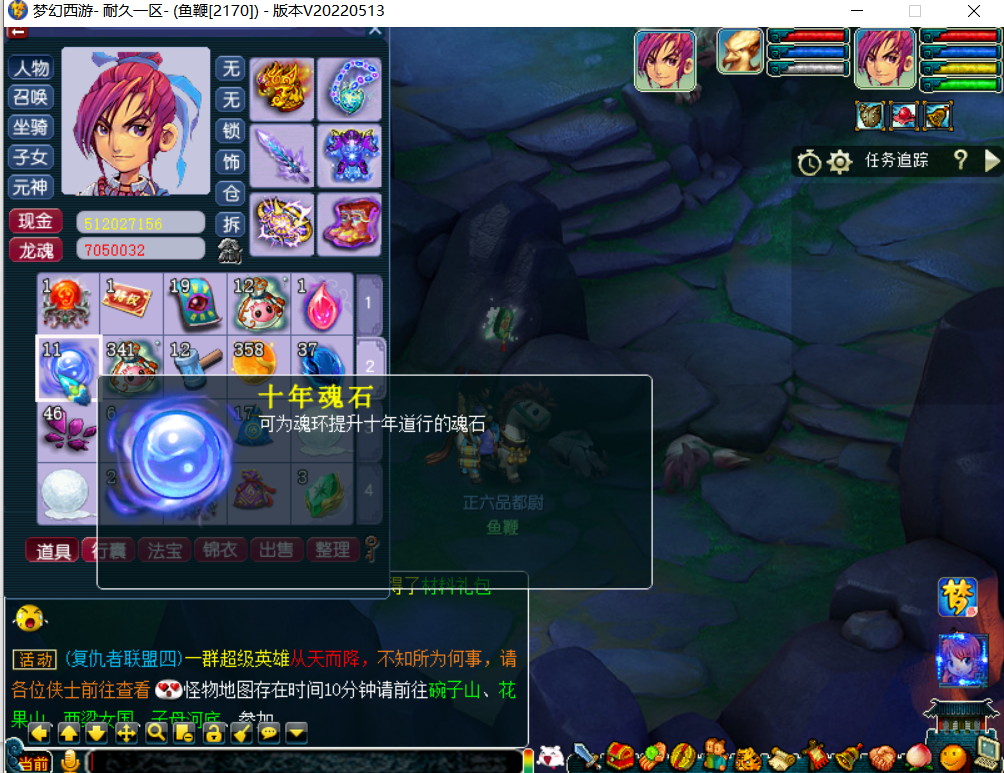 梦幻西游- 耐久一区- (鱼鞭[2170]) - 版本V20220513
人物
召唤
坐骑
子女
元神
无
无
锁
饰
仓
拆
现金 512027156
龙魂 7050032
任务追踪 ?
1 1 19 12 1 1
特权
11 341 12 358 37 2
46 6 17
2 3 4
十年魂石
可为魂环提升十年道行的魂石
正六品都尉
鱼鞭
道具 行囊 法宝 锦衣 出售 整理
得了材料礼包
梦
活动 (复仇者联盟四)一群超级英雄从天而降，不知所为何事，请
各位侠士前往查看 怪物地图存在时间10分钟请前往碗子山、花
果山、西梁女国、子母河底、参加
当前